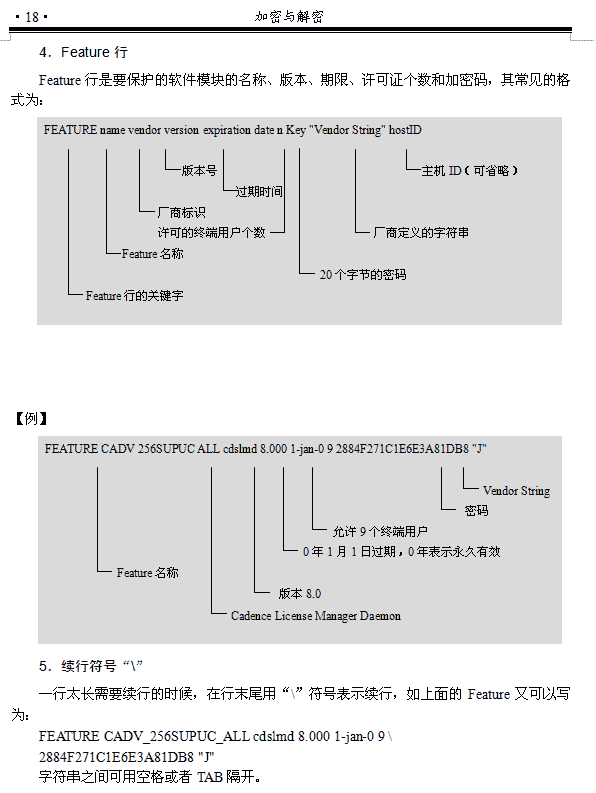 ·18·
加密与解密
4．Feature 行
Feature 行是要保护的软件模块的名称、版本、期限、许可证个数和加密码，其常见的格
式为：
FEATURE name vendor version expiration date n Key "Vendor String" hostID
版本号
主机 ID（可省略）
过期时间
厂商标识
许可的终端用户个数
厂商定义的字符串
Feature 名称
20 个字节的密码
Feature 行的关键字
【例】
FEATURE CADV 256SUPUC ALL cdslmd 8.000 1-jan-0 9 2884F271C1E6E3A81DB8 "J"
Vendor String
密码
允许 9 个终端用户
0 年 1 月 1 日过期，0 年表示永久有效
Feature 名称
版本 8.0
Cadence License Manager Daemon
5．续行符号“\”
一行太长需要续行的时候，在行末尾用“\”符号表示续行，如上面的 Feature 又可以写
为：
FEATURE CADV_256SUPUC_ALL cdslmd 8.000 1-jan-0 9 \
2884F271C1E6E3A81DB8 "J"
字符串之间可用空格或者 TAB 隔开。